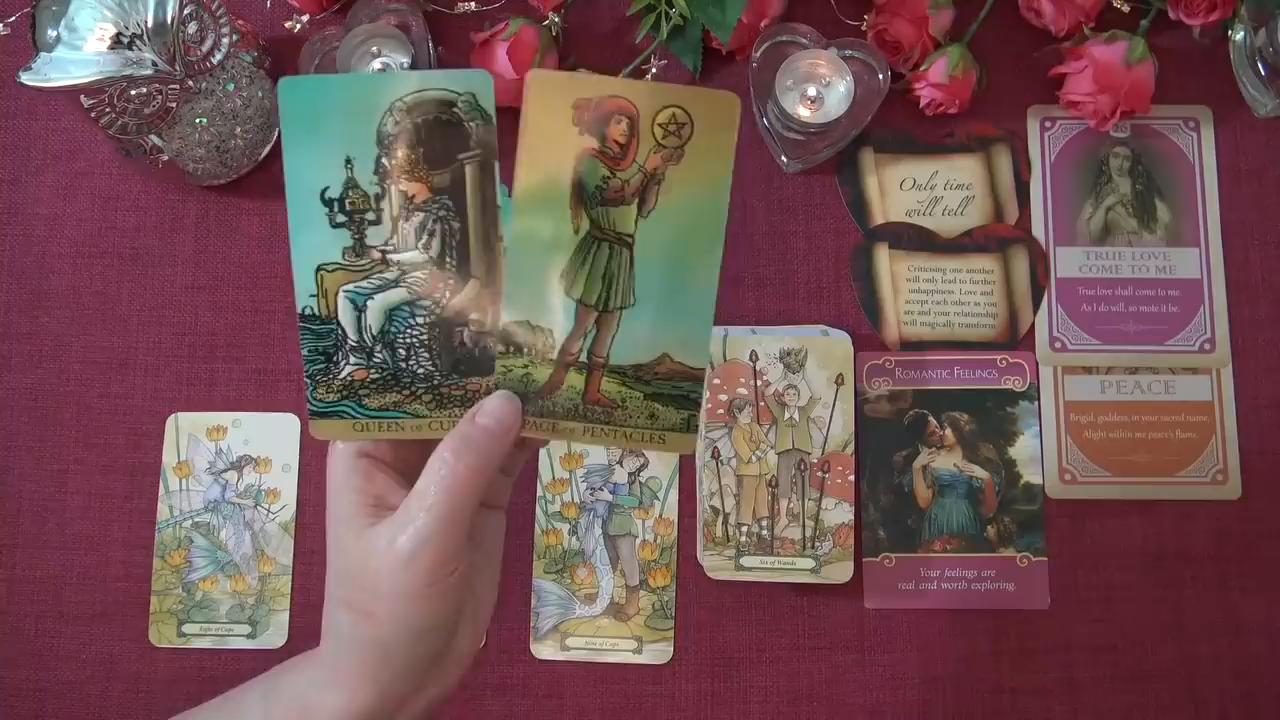 QUEEN OF CUP
PAGE OF PENTACLES
Only time
will tell
Criticising one another
will only lead to further
unhappiness. Love and
accept each other as you
are and your relationship
will magically transform
26
TRUE LOVE
COME TO ME
True love shall come to me.
As I do will, so mote it be.
PEACE
Brigid, goddess, in your sacred name,
Alight within me peace's flame.
ROMANTIC FEELINGS
Your feelings are
real and worth exploring.
Six of Wands
Eight of Cups
Nine of Cups